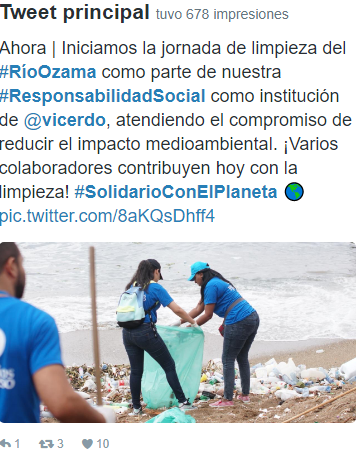 Tweet principal tuvo 678 impresiones
Ahora | Iniciamos la jornada de limpieza del
#RíoOzama como parte de nuestra
#ResponsabilidadSocial como institución
de @vicerdo, atendiendo el compromiso de
reducir el impacto medioambiental. ¡Varios
colaboradores contribuyen hoy con la
limpieza! #SolidarioConElPlaneta 🌎
pic.twitter.com/8aKQsDhff4
1 3 10